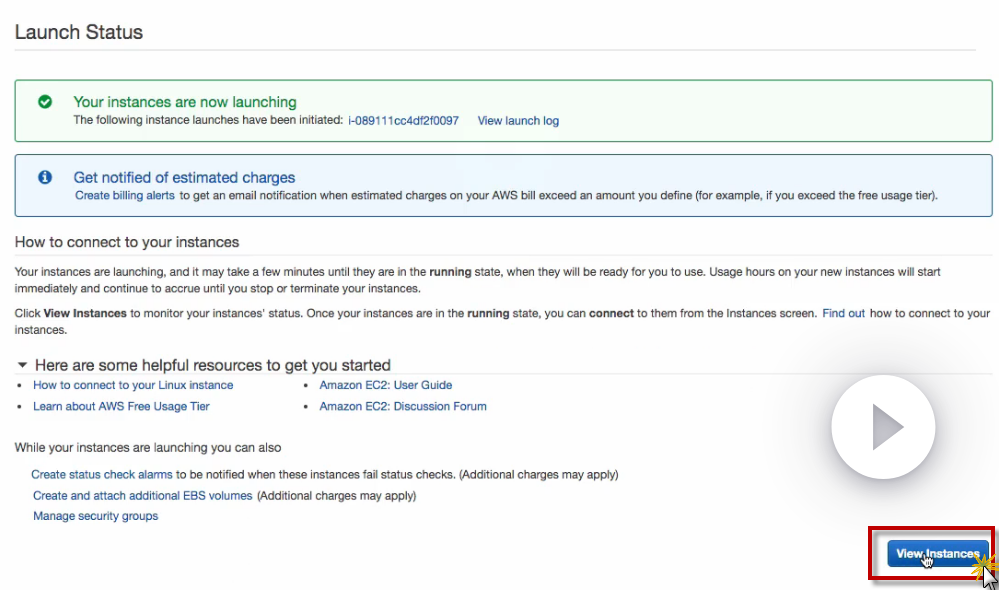 Launch Status
Your instances are now launching
The following instance launches have been initiated: i-089111cc4df2f0097 View launch log
Get notified of estimated charges
Create billing alerts to get an email notification when estimated charges on your AWS bill exceed an amount you define (for example, if you exceed the free usage tier).
How to connect to your instances
Your instances are launching, and it may take a few minutes until they are in the running state, when they will be ready for you to use. Usage hours on your new instances will start
immediately and continue to accrue until you stop or terminate your instances.
Click View Instances to monitor your instances' status. Once your instances are in the running state, you can connect to them from the Instances screen. Find out how to connect to your
instances.
Here are some helpful resources to get you started
• How to connect to your Linux instance • Amazon EC2: User Guide
• Learn about AWS Free Usage Tier • Amazon EC2: Discussion Forum
While your instances are launching you can also
Create status check alarms to be notified when these instances fail status checks. (Additional charges may apply)
Create and attach additional EBS volumes (Additional charges may apply)
Manage security groups
View Instances